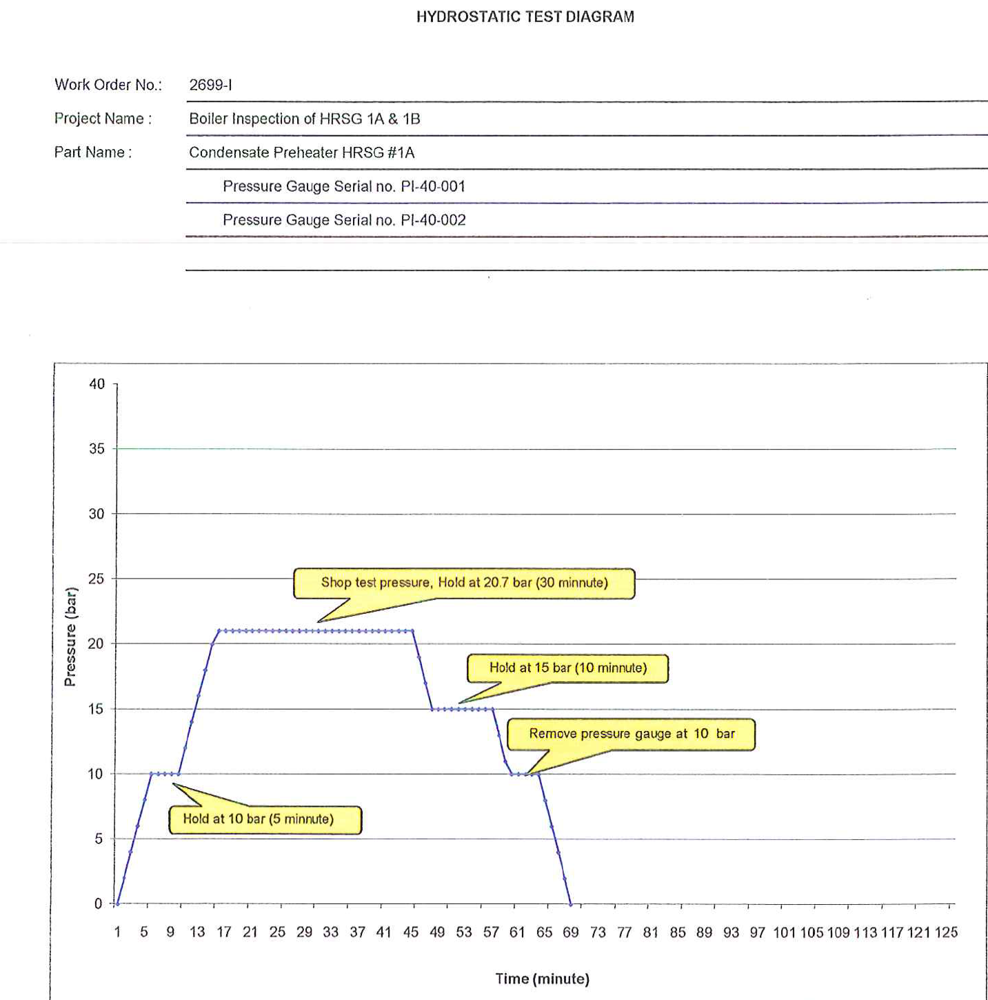 HYDROSTATIC TEST DIAGRAM
Work Order No.: 2699-I
Project Name : Boiler Inspection of HRSG 1A & 1B
Part Name : Condensate Preheater HRSG #1A
Pressure Gauge Serial no. PI-40-001
Pressure Gauge Serial no. PI-40-002
40
35
30
25
20
15
10
5
0
Pressure (bar)
Shop test pressure, Hold at 20.7 bar (30 minnute)
Hold at 15 bar (10 minnute)
Remove pressure gauge at 10 bar
Hold at 10 bar (5 minnute)
1 5 9 13 17 21 25 29 33 37 41 45 49 53 57 61 65 69 73 77 81 85 89 93 97 101 105 109 113 117 121 125
Time (minute)